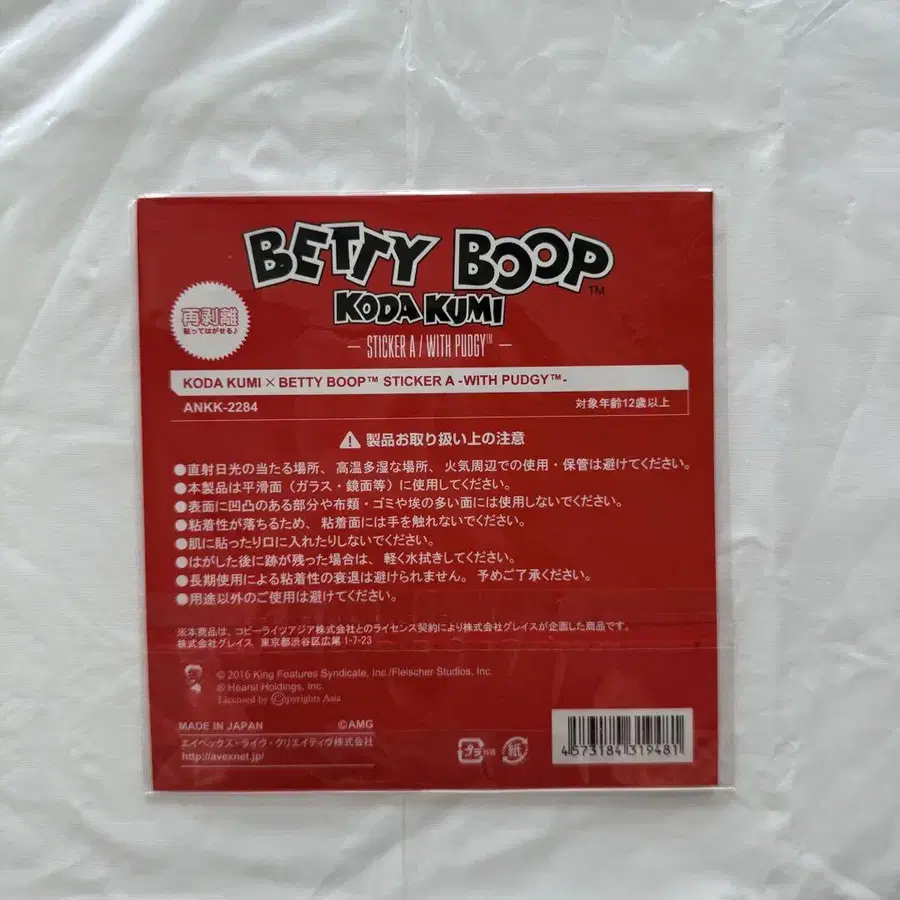 BETTY BOOP™
KODA KUMI
— STICKER A / WITH PUDGY™ —
再剥離
貼ってはがせる♪
KODA KUMI × BETTY BOOP™ STICKER A -WITH PUDGY™-
ANKK-2284
対象年齢12歳以上
製品お取り扱い上の注意
●直射日光の当たる場所、高温多湿な場所、火気周辺での使用・保管は避けてください。
●本製品は平滑面（ガラス・鏡面等）に使用してください。
●表面に凹凸のある部分や布類・ゴミや埃の多い面には使用しないでください。
●粘着性が落ちるため、粘着面には手を触れないでください。
●肌に貼ったり口に入れたりしないでください。
●はがした後に跡が残った場合は、軽く水拭きしてください。
●長期使用による粘着性の衰退は避けられません。予めご了承ください。
●用途以外のご使用は避けてください。
※本商品は、コピーライツアジア株式会社とのライセンス契約により株式会社グレイスが企画した商品です。
株式会社グレイス 東京都渋谷区広尾 1-7-23
© 2016 King Features Syndicate, Inc./Fleischer Studios, Inc.
® Hearst Holdings, Inc.
Licensed by Copyrights Asia
MADE IN JAPAN ©AMG
エイベックス・ライヴ・クリエイティヴ株式会社
http://avexnet.jp/
プラ
紙
4573184319481